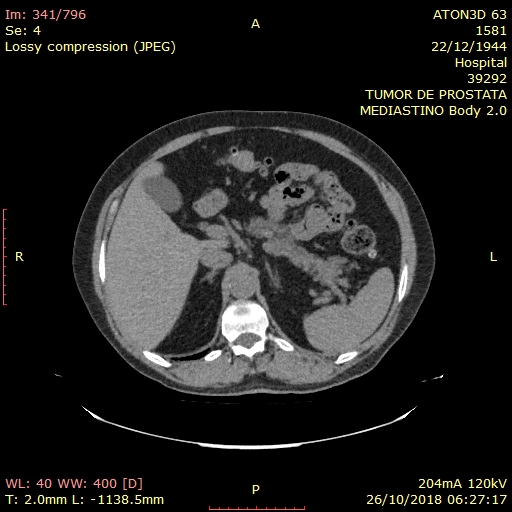 Im: 341/796
Se: 4
Lossy compression (JPEG)
A
ATON3D 63
1581
22/12/1944
Hospital
39292
TUMOR DE PROSTATA
MEDIASTINO Body 2.0
R
L
WL: 40 WW: 400 [D]
T: 2.0mm L: -1138.5mm
P
204mA 120kV
26/10/2018 06:27:17